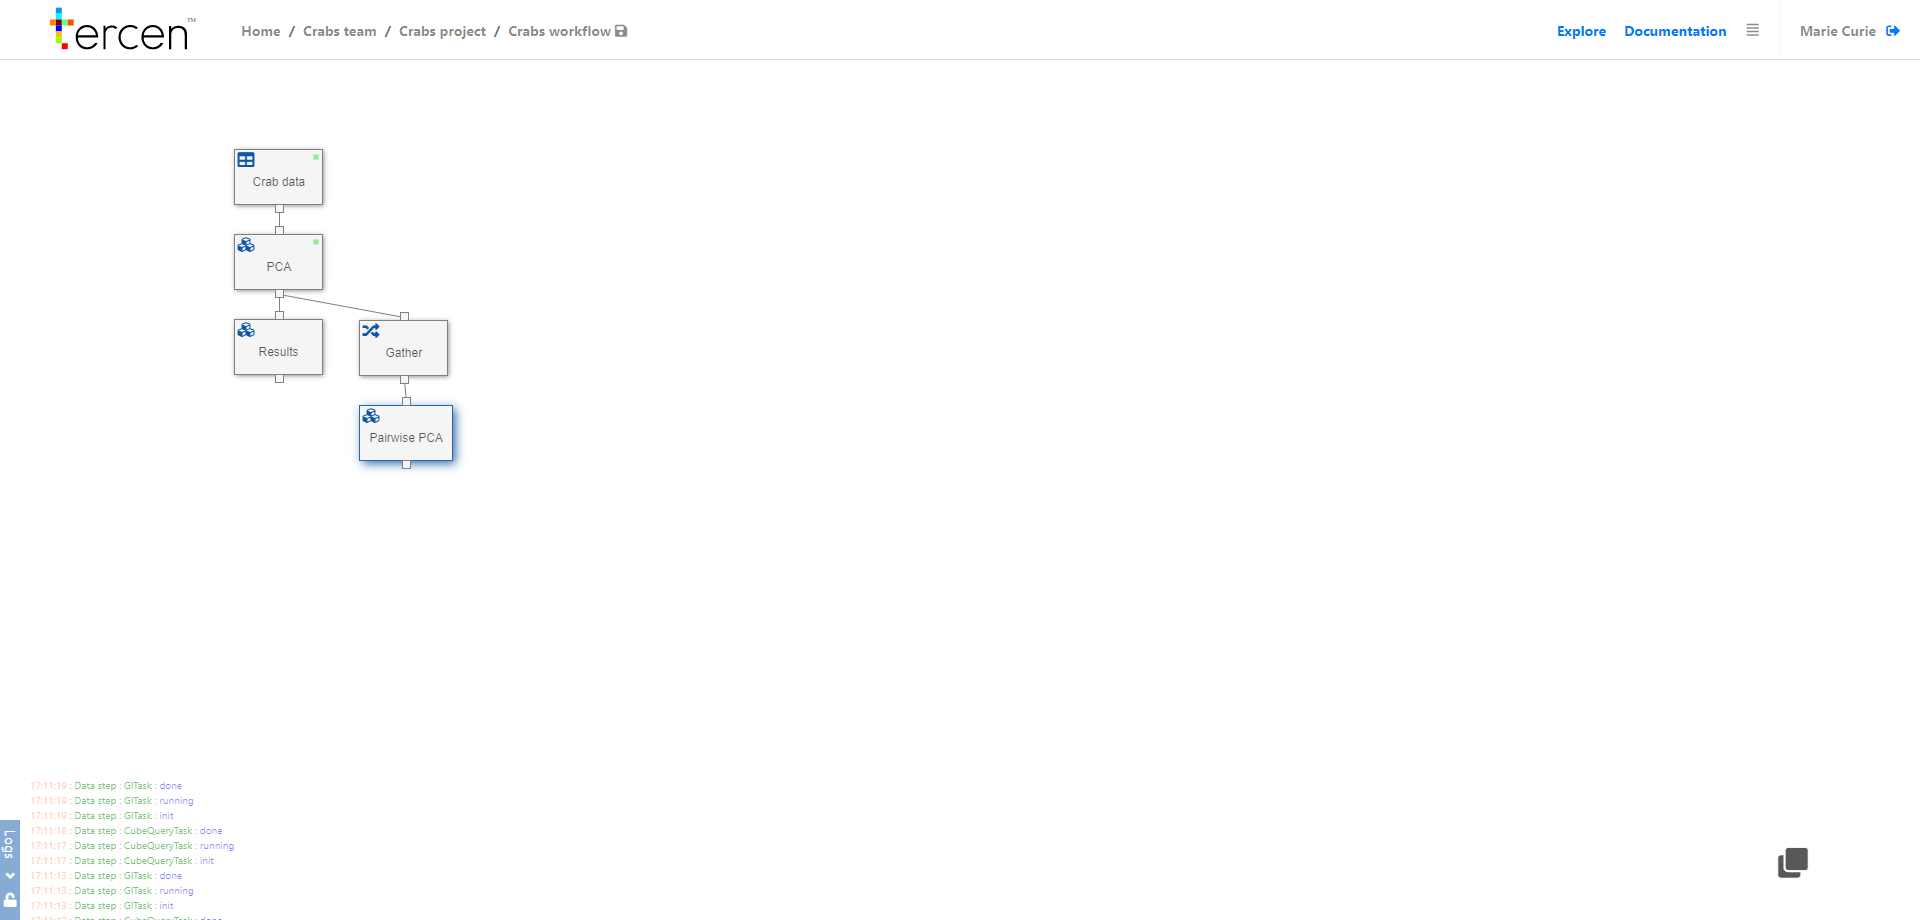 tercen™
Home / Crabs team / Crabs project / Crabs workflow
Explore Documentation
Marie Curie
Crab data
PCA
Results
Gather
Pairwise PCA
17:11:19 : Data step : GlTask : done
17:11:19 : Data step : GlTask : running
17:11:19 : Data step : GlTask : init
17:11:18 : Data step : CubeQueryTask : done
17:11:17 : Data step : CubeQueryTask : running
17:11:17 : Data step : CubeQueryTask : init
17:11:13 : Data step : GlTask : done
17:11:13 : Data step : GlTask : running
17:11:13 : Data step : GlTask : init
Logs